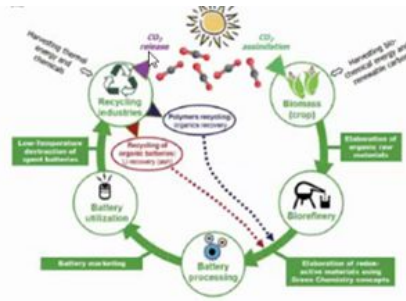 CO2
release
CO2
assimilation
Harvesting thermal
energy and
chemicals
Harvesting bio-
chemical energy and
renewable carbon
Recycling
industries
Polymers recycling:
organics recovery
Biomass
(crop)
Low-Temperature
destruction of
spent batteries
Recycling of
organic batteries:
Li recovery
Elaboration of
organic raw
materials
Battery
utilization
Biorefinery
Battery marketing
Battery
processing
Elaboration of redox-
active materials using
Green Chemistry concepts